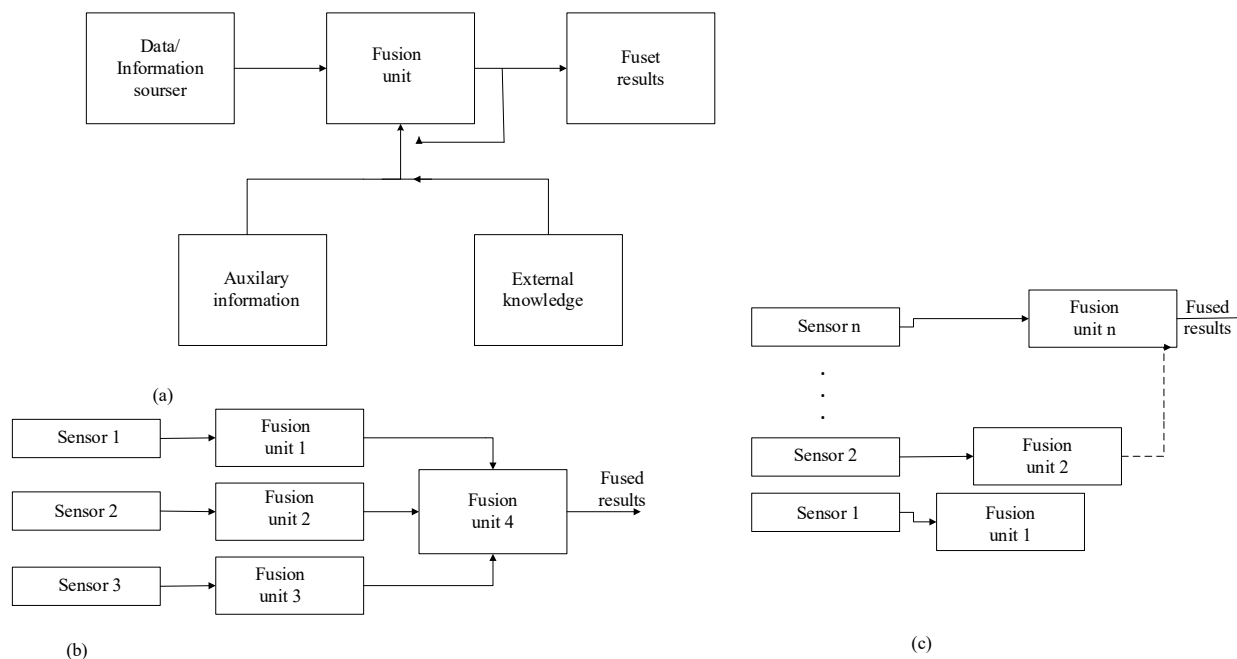 Data/
Information
sourser
Fusion
unit
Fuset
results
Auxilary
information
External
knowledge
(a)
Sensor 1
Fusion
unit 1
Sensor 2
Fusion
unit 2
Fusion
unit 4
Fused
results
Sensor 3
Fusion
unit 3
(b)
Sensor n
Fusion
unit n
Fused
results
.
.
.
Sensor 2
Fusion
unit 2
Sensor 1
Fusion
unit 1
(c)